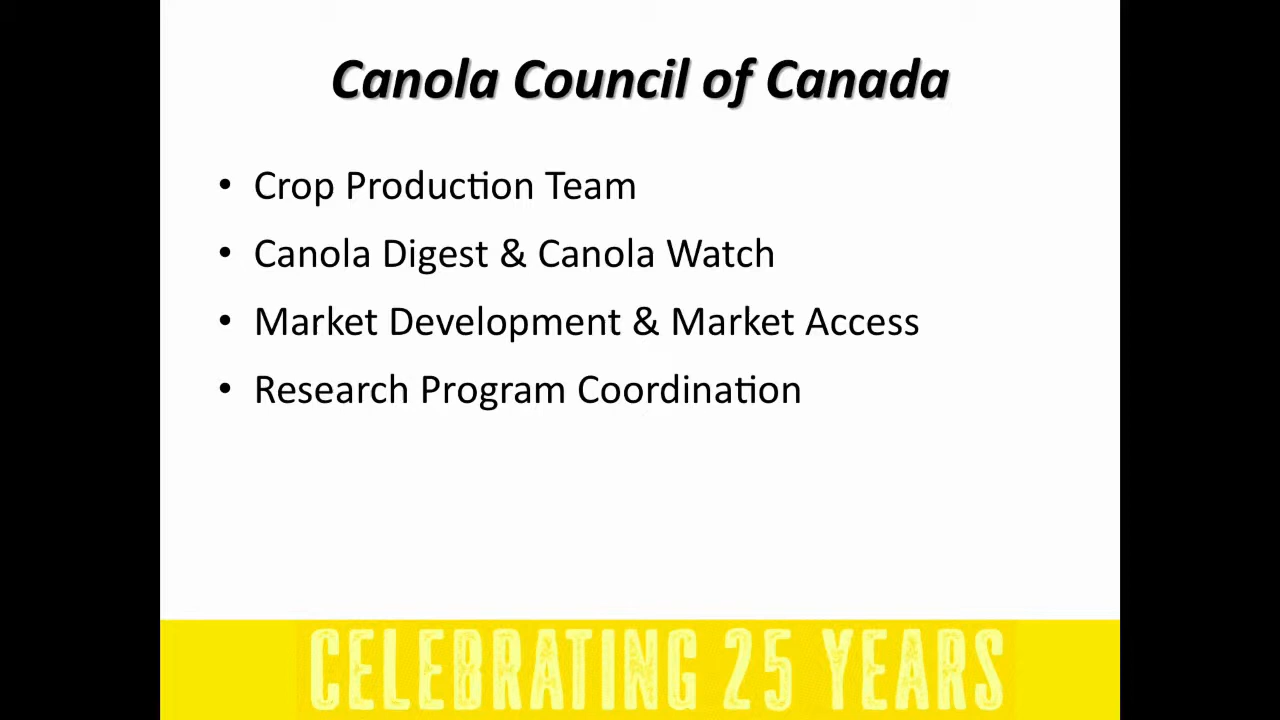 Canola Council of Canada
• Crop Production Team
• Canola Digest & Canola Watch
• Market Development & Market Access
• Research Program Coordination
CELEBRATING 25 YEARS